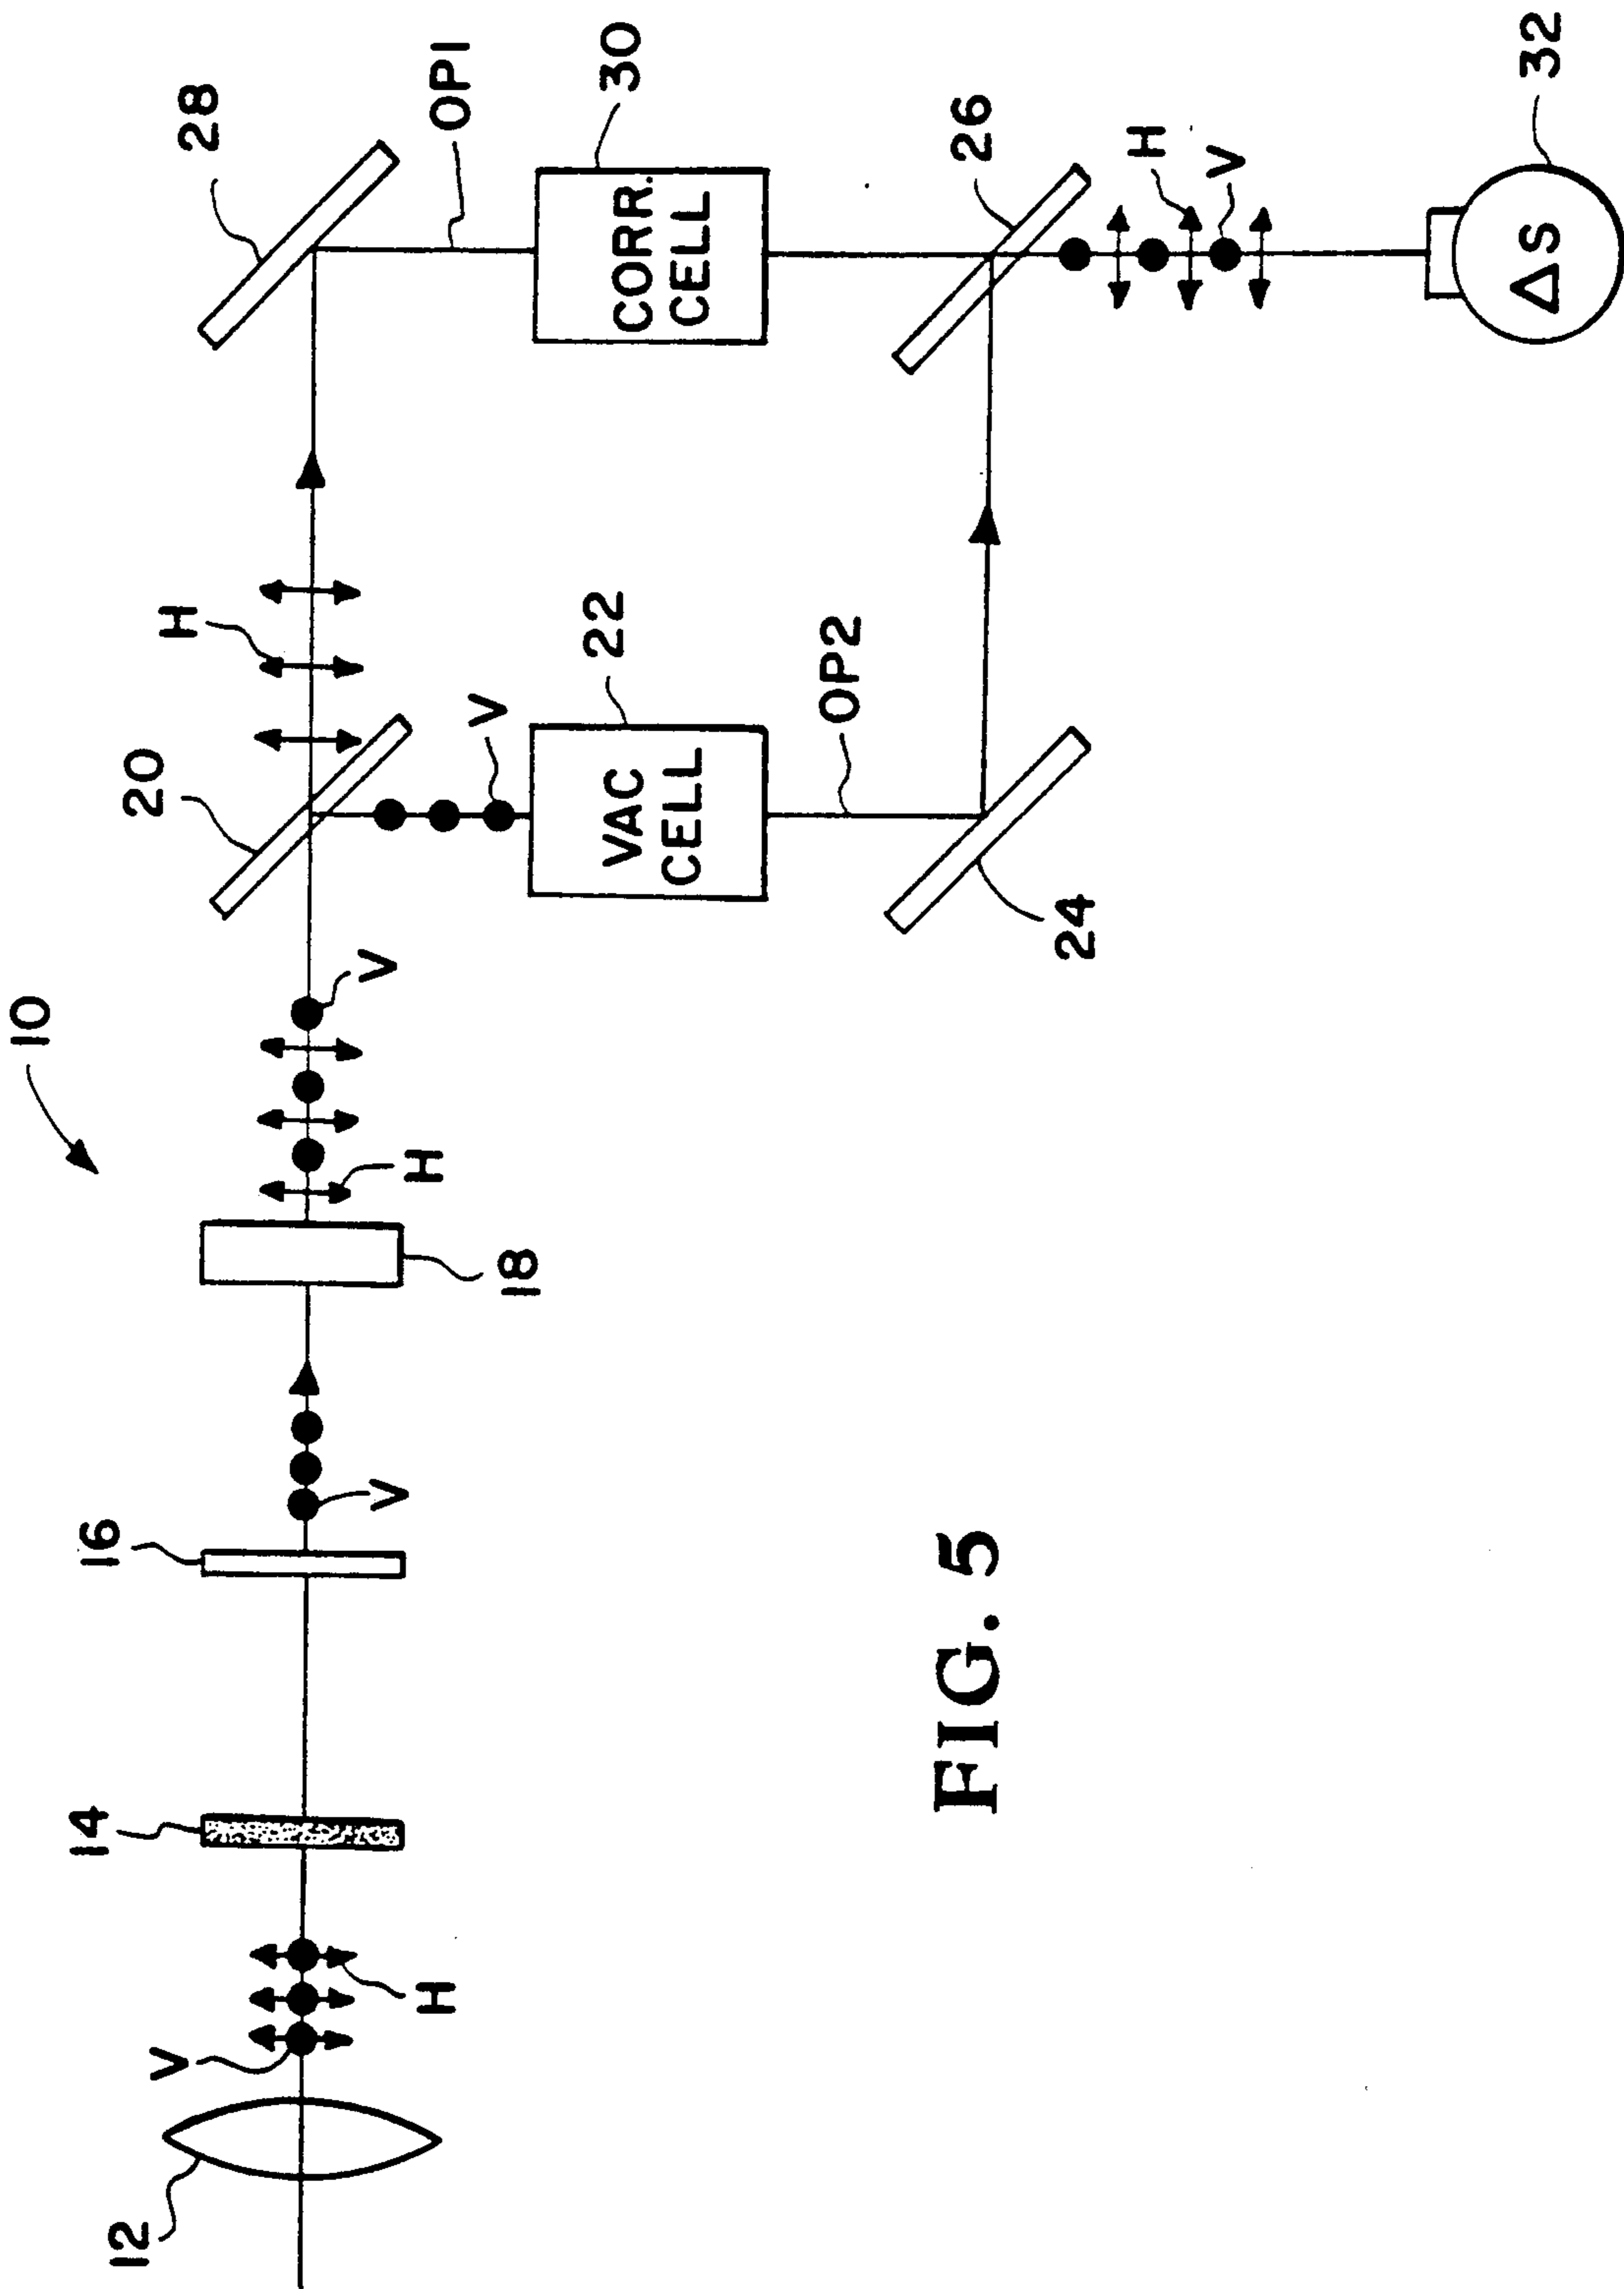 10
12
V
H
14
16
V
18
H
V
20
H
V
VAC
CELL
22
OP2
24
28
OP1
CORR.
CELL
30
26
H
V
ΔS
32
FIG. 5